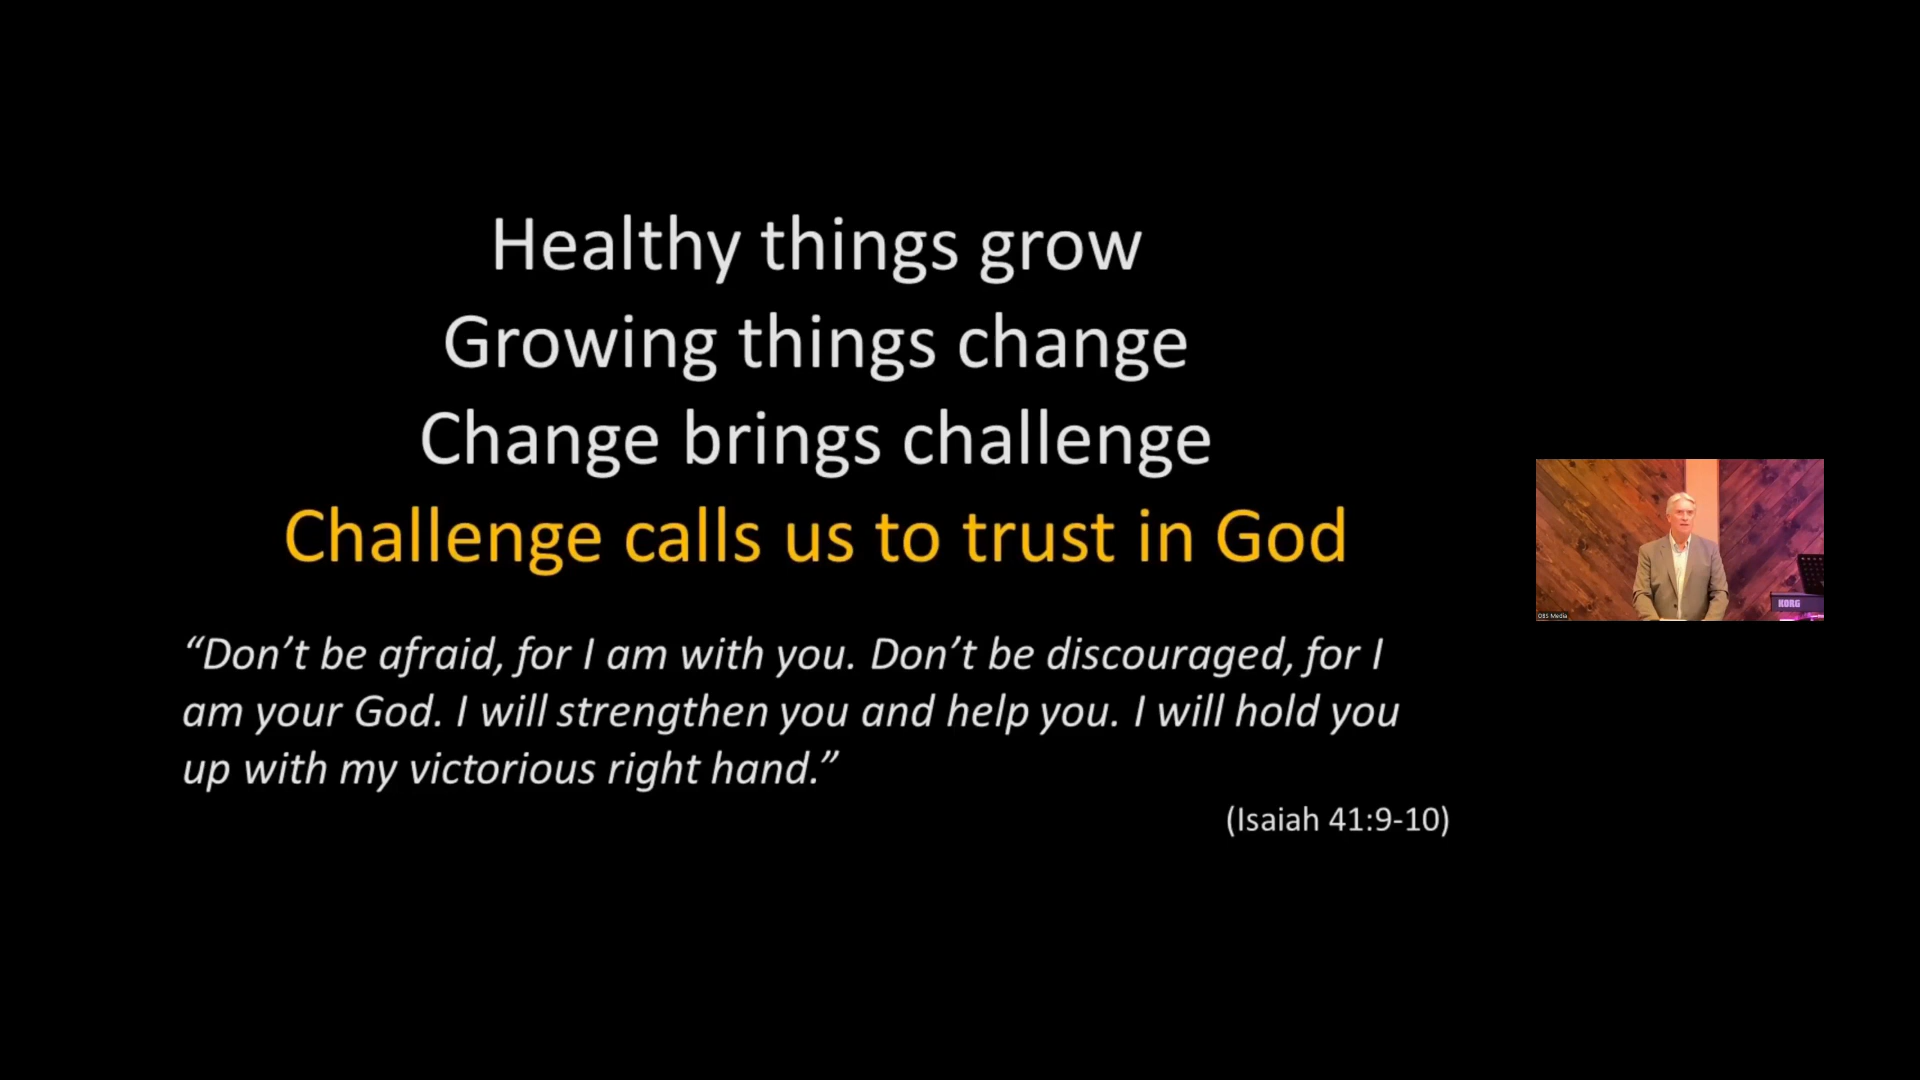 Healthy things grow
Growing things change
Change brings challenge
Challenge calls us to trust in God
“Don’t be afraid, for I am with you. Don’t be discouraged, for I
am your God. I will strengthen you and help you. I will hold you
up with my victorious right hand.”
(Isaiah 41:9-10)
KORG
DBS Media